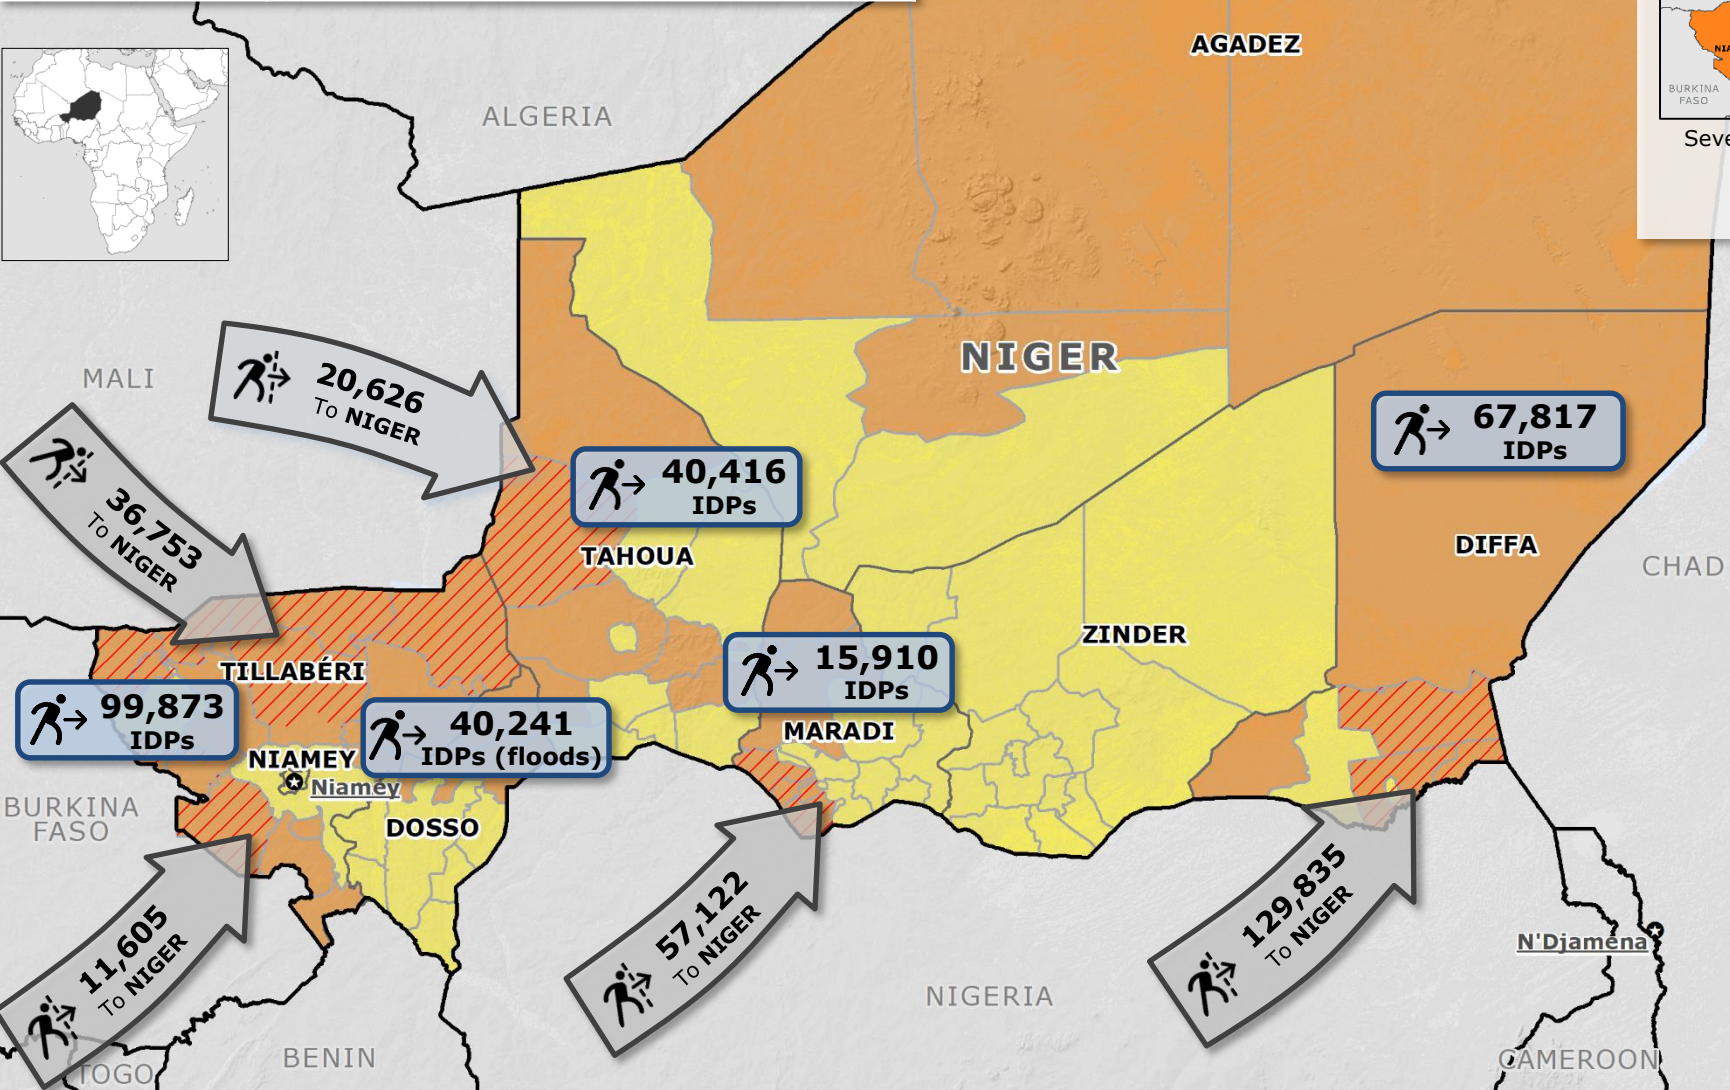 AGADEZ
BURKINA
FASO
ALGERIA
NIGER
MALI
20,626
To NIGER
67,817
IDPs
40,416
IDPs
36,753
To NIGER
TAHOUA
DIFFA
CHAD
ZINDER
15,910
IDPs
TILLABÉRI
99,873
IDPs
40,241
IDPs (floods)
MARADI
NIAMEY
Niamey
BURKINA
FASO
DOSSO
129,835
To NIGER
57,122
To NIGER
11,605
To NIGER
N'Djaména
NIGERIA
BENIN
CAMEROON
TOGO